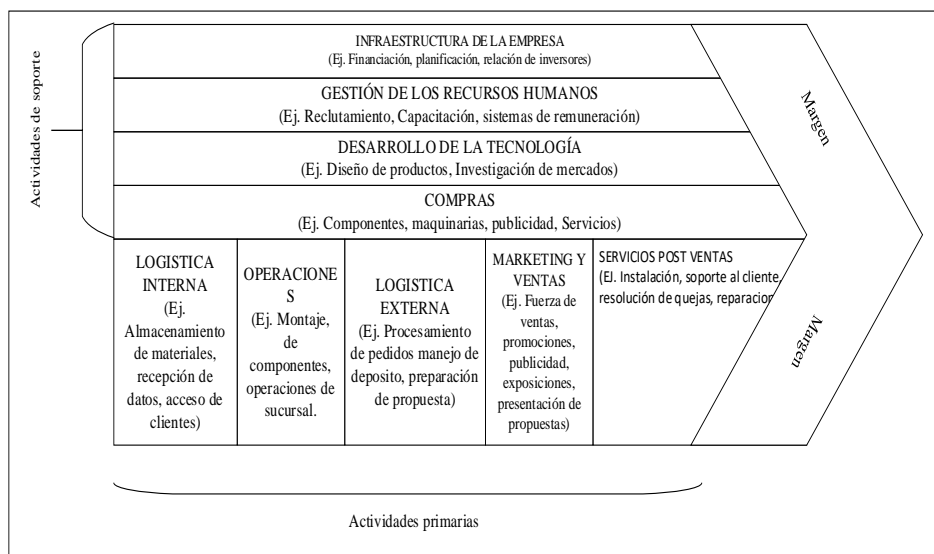 Actividades de soporte
INFRAESTRUCTURA DE LA EMPRESA
(Ej. Financiación, planificación, relación de inversores)
GESTIÓN DE LOS RECURSOS HUMANOS
(Ej. Reclutamiento, Capacitación, sistemas de remuneración)
DESARROLLO DE LA TECNOLOGÍA
(Ej. Diseño de productos, Investigación de mercados)
COMPRAS
(Ej. Componentes, maquinarias, publicidad, Servicios)
LOGISTICA
INTERNA
(Ej.
Almacenamiento
de materiales,
recepción de
datos, acceso de
clientes)
OPERACIONE
S
(Ej. Montaje,
de
componentes,
operaciones de
sucursal.
LOGISTICA
EXTERNA
(Ej. Procesamiento
de pedidos manejo de
deposito, preparación
de propuesta)
MARKETING Y
VENTAS
(Ej. Fuerza de
ventas,
promociones,
publicidad,
exposiciones,
presentación de
propuestas)
SERVICIOS POST VENTAS
(EJ. Instalación, soporte al cliente,
resolución de quejas, reparacion
Margen
Margen
Actividades primarias